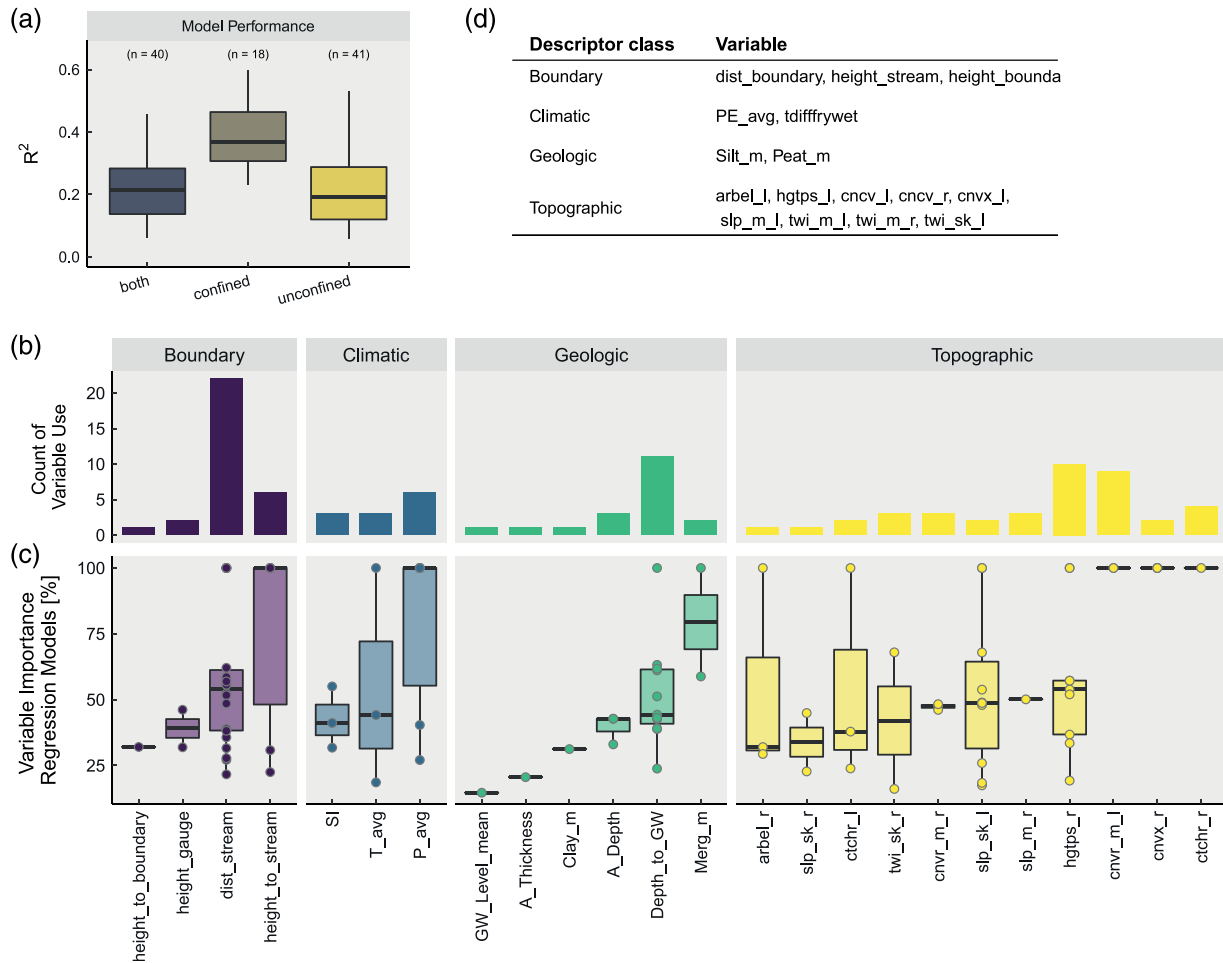 (a)
Model Performance
(n = 40) (n = 18) (n = 41)
0.6
0.4
0.2
0.0
R2
both confined unconfined
(d)
Descriptor class Variable
Boundary dist_boundary, height_stream, height_bounda
Climatic PE_avg, tdifffrywet
Geologic Silt_m, Peat_m
Topographic arbel_l, hgtps_l, cncv_l, cncv_r, cnvx_l,
slp_m_l, twi_m_l, twi_m_r, twi_sk_l
(b)
Boundary Climatic Geologic Topographic
Count of
Variable Use
20
15
10
5
0
(c)
Variable Importance
Regression Models [%]
100
75
50
25
height_to_boundary
height_gauge
dist_stream
height_to_stream
SI
T_avg
P_avg
GW_Level_mean
A_Thickness
Clay_m
A_Depth
Depth_to_GW
Merg_m
arbel_r
slp_sk_r
ctchr_l
twi_sk_r
cnvr_m_r
slp_sk_l
slp_m_r
hgtps_r
cnvr_m_l
cnvx_r
ctchr_r